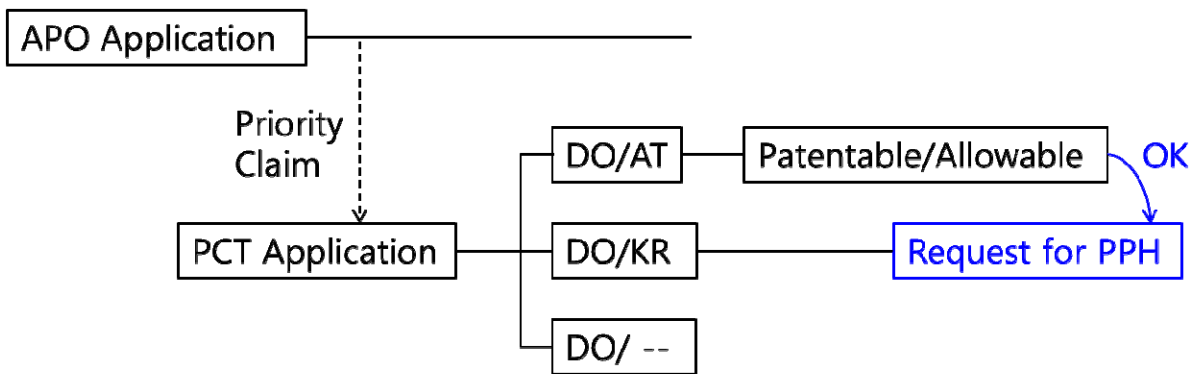 APO Application
Priority
Claim
DO/AT
Patentable/Allowable
OK
PCT Application
DO/KR
Request for PPH
DO/ --